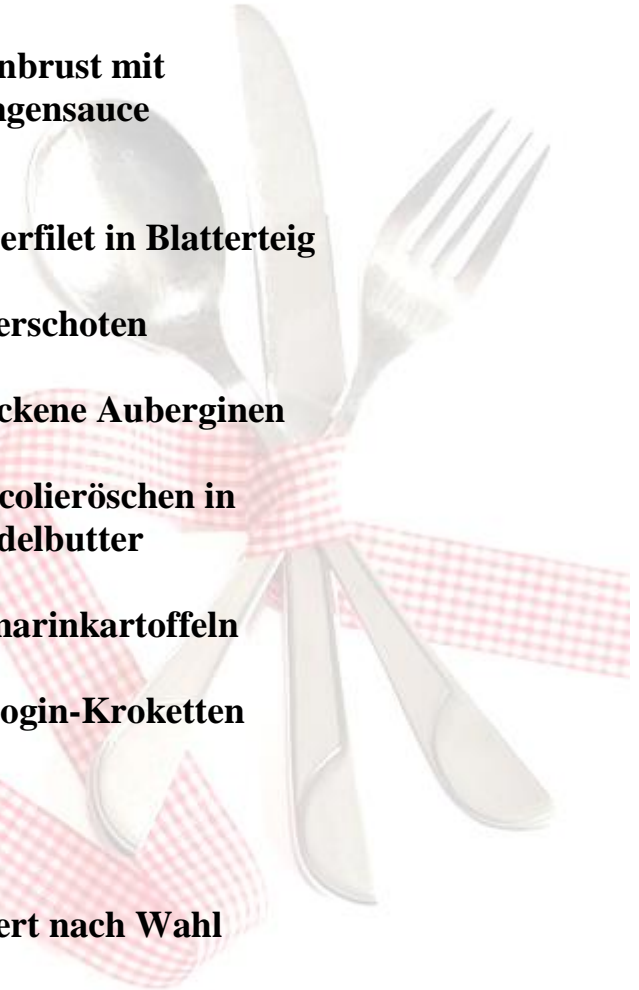 nbrust mit
ngensauce
erfilet in Blatterteig
erschoten
ckene Auberginen
colieröschen in
delbutter
narinkartoffeln
ogin-Kroketten
ert nach Wahl